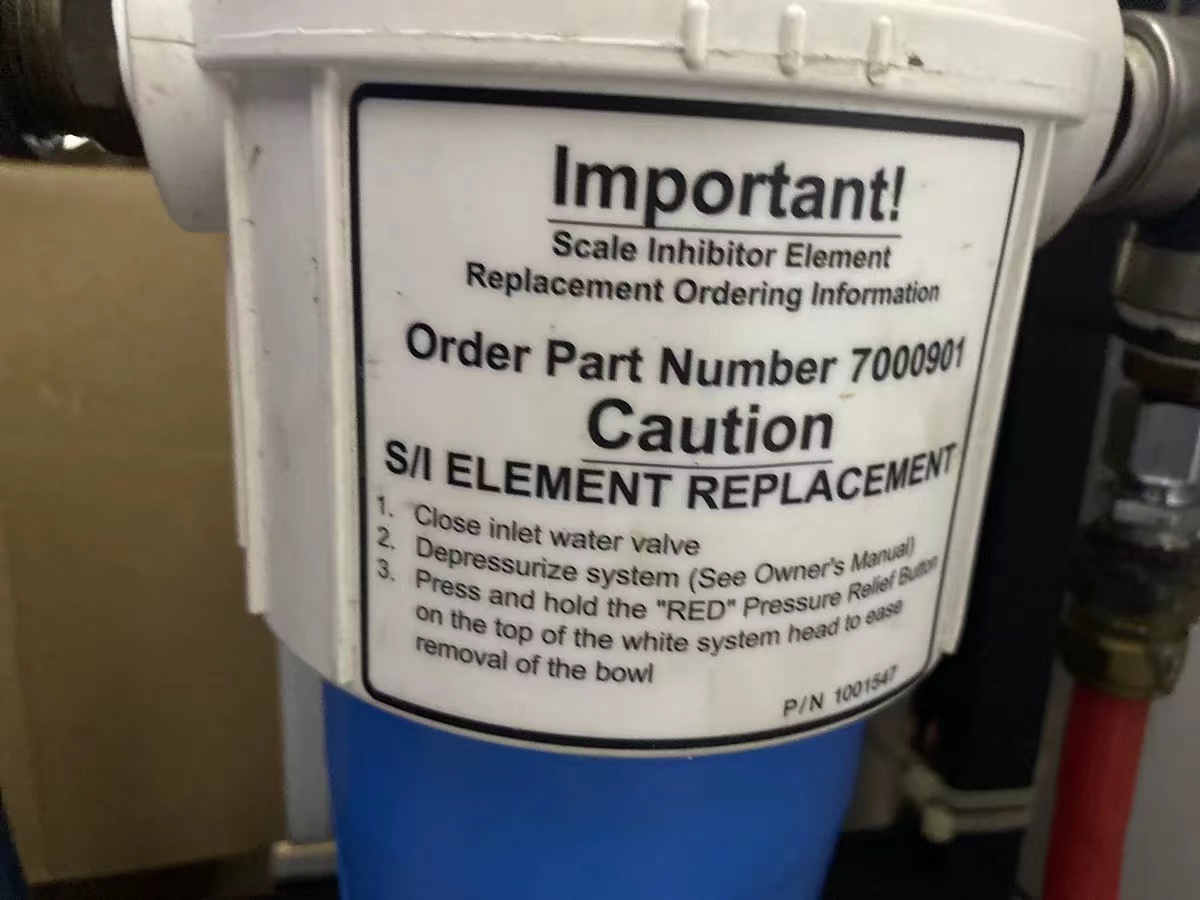 Important!
Scale Inhibitor Element
Replacement Ordering Information
Order Part Number 7000901
Caution
S/I ELEMENT REPLACEMENT
1. Close inlet water valve
2. Depressurize system (See Owner's Manual)
3. Press and hold the "RED" Pressure Relief Button
on the top of the white system head to ease
removal of the bowl
P/N 1001547